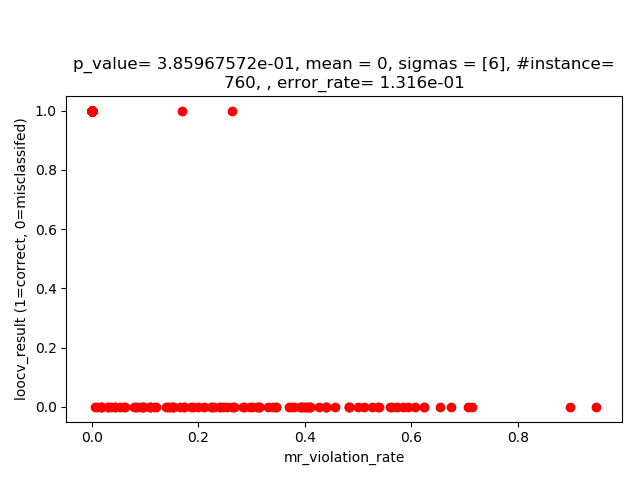 p_value= 3.85967572e-01, mean = 0, sigmas = [6], #instance=
760, , error_rate= 1.316e-01
1.0
0.8
0.6
0.4
0.2
0.0
loocv_result (1=correct, 0=misclassifed)
0.0 0.2 0.4 0.6 0.8
mr_violation_rate